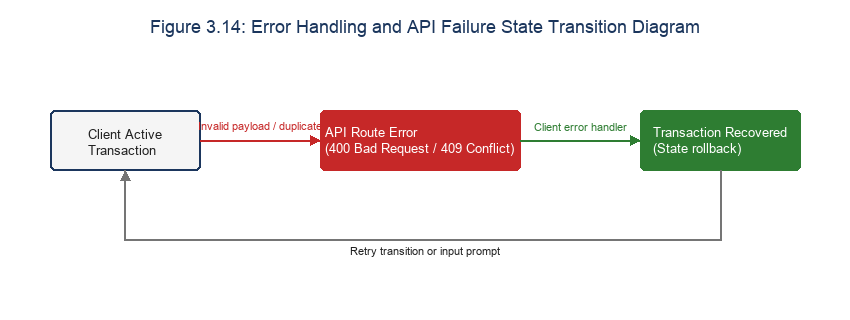 Figure 3.14: Error Handling and API Failure State Transition Diagram
Client Active
Transaction
nvalid payload / duplicate
API Route Error
(400 Bad Request / 409 Conflict)
Client error handler
Transaction Recovered
(State rollback)
Retry transition or input prompt